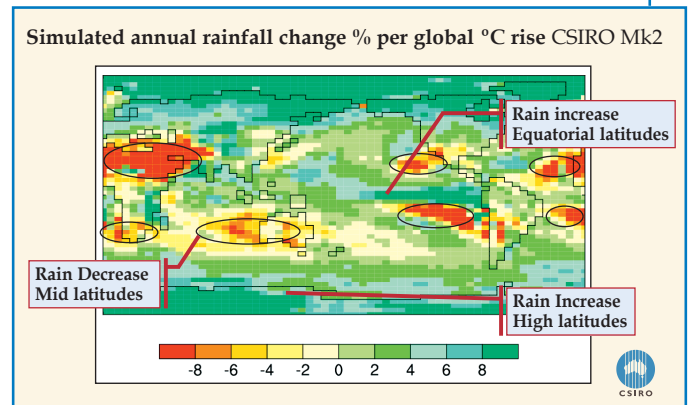 Simulated annual rainfall change % per global ºC rise CSIRO Mk2
Rain increase
Equatorial latitudes
Rain Decrease
Mid latitudes
Rain Increase
High latitudes
-8 -6 -4 -2 0 2 4 6 8
CSIRO